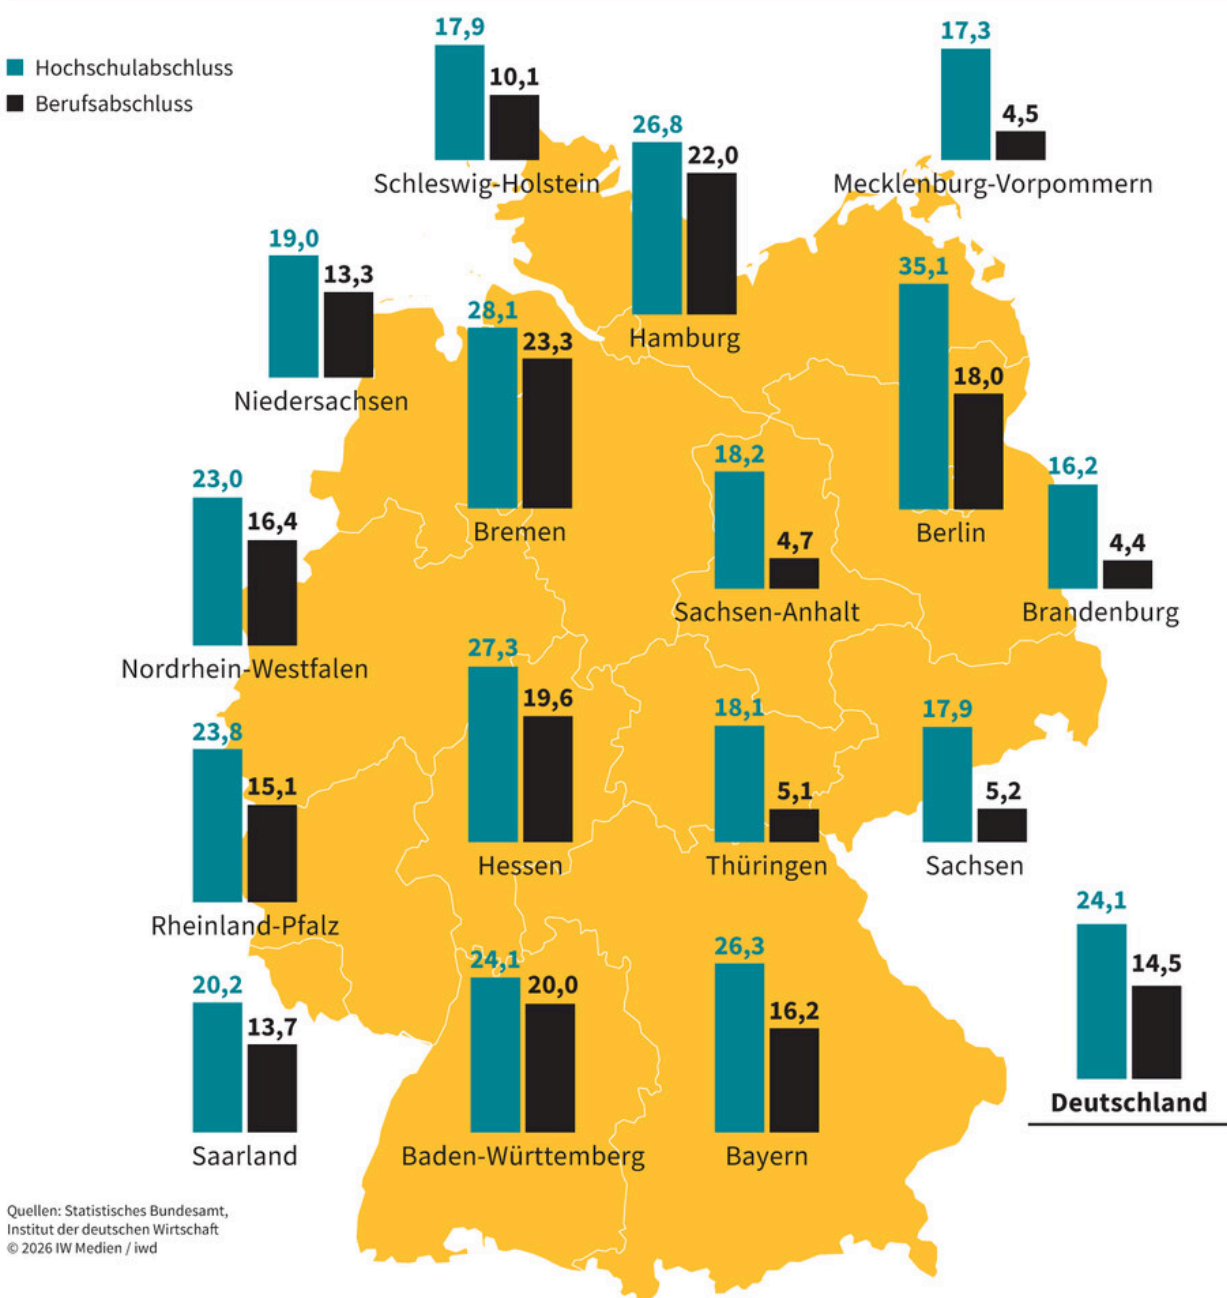 Hochschulabschluss
Berufsabschluss
17,9
10,1
Schleswig-Holstein
26,8
22,0
Hamburg
17,3
4,5
Mecklenburg-Vorpommern
19,0
13,3
Niedersachsen
28,1
23,3
Bremen
35,1
18,0
Berlin
23,0
16,4
Nordrhein-Westfalen
18,2
4,7
Sachsen-Anhalt
16,2
4,4
Brandenburg
27,3
19,6
Hessen
23,8
15,1
Rheinland-Pfalz
18,1
5,1
Thüringen
17,9
5,2
Sachsen
20,2
13,7
Saarland
24,1
20,0
Baden-Württemberg
26,3
16,2
Bayern
24,1
14,5
Deutschland
Quellen: Statistisches Bundesamt,
Institut der deutschen Wirtschaft
© 2026 IW Medien / iwd